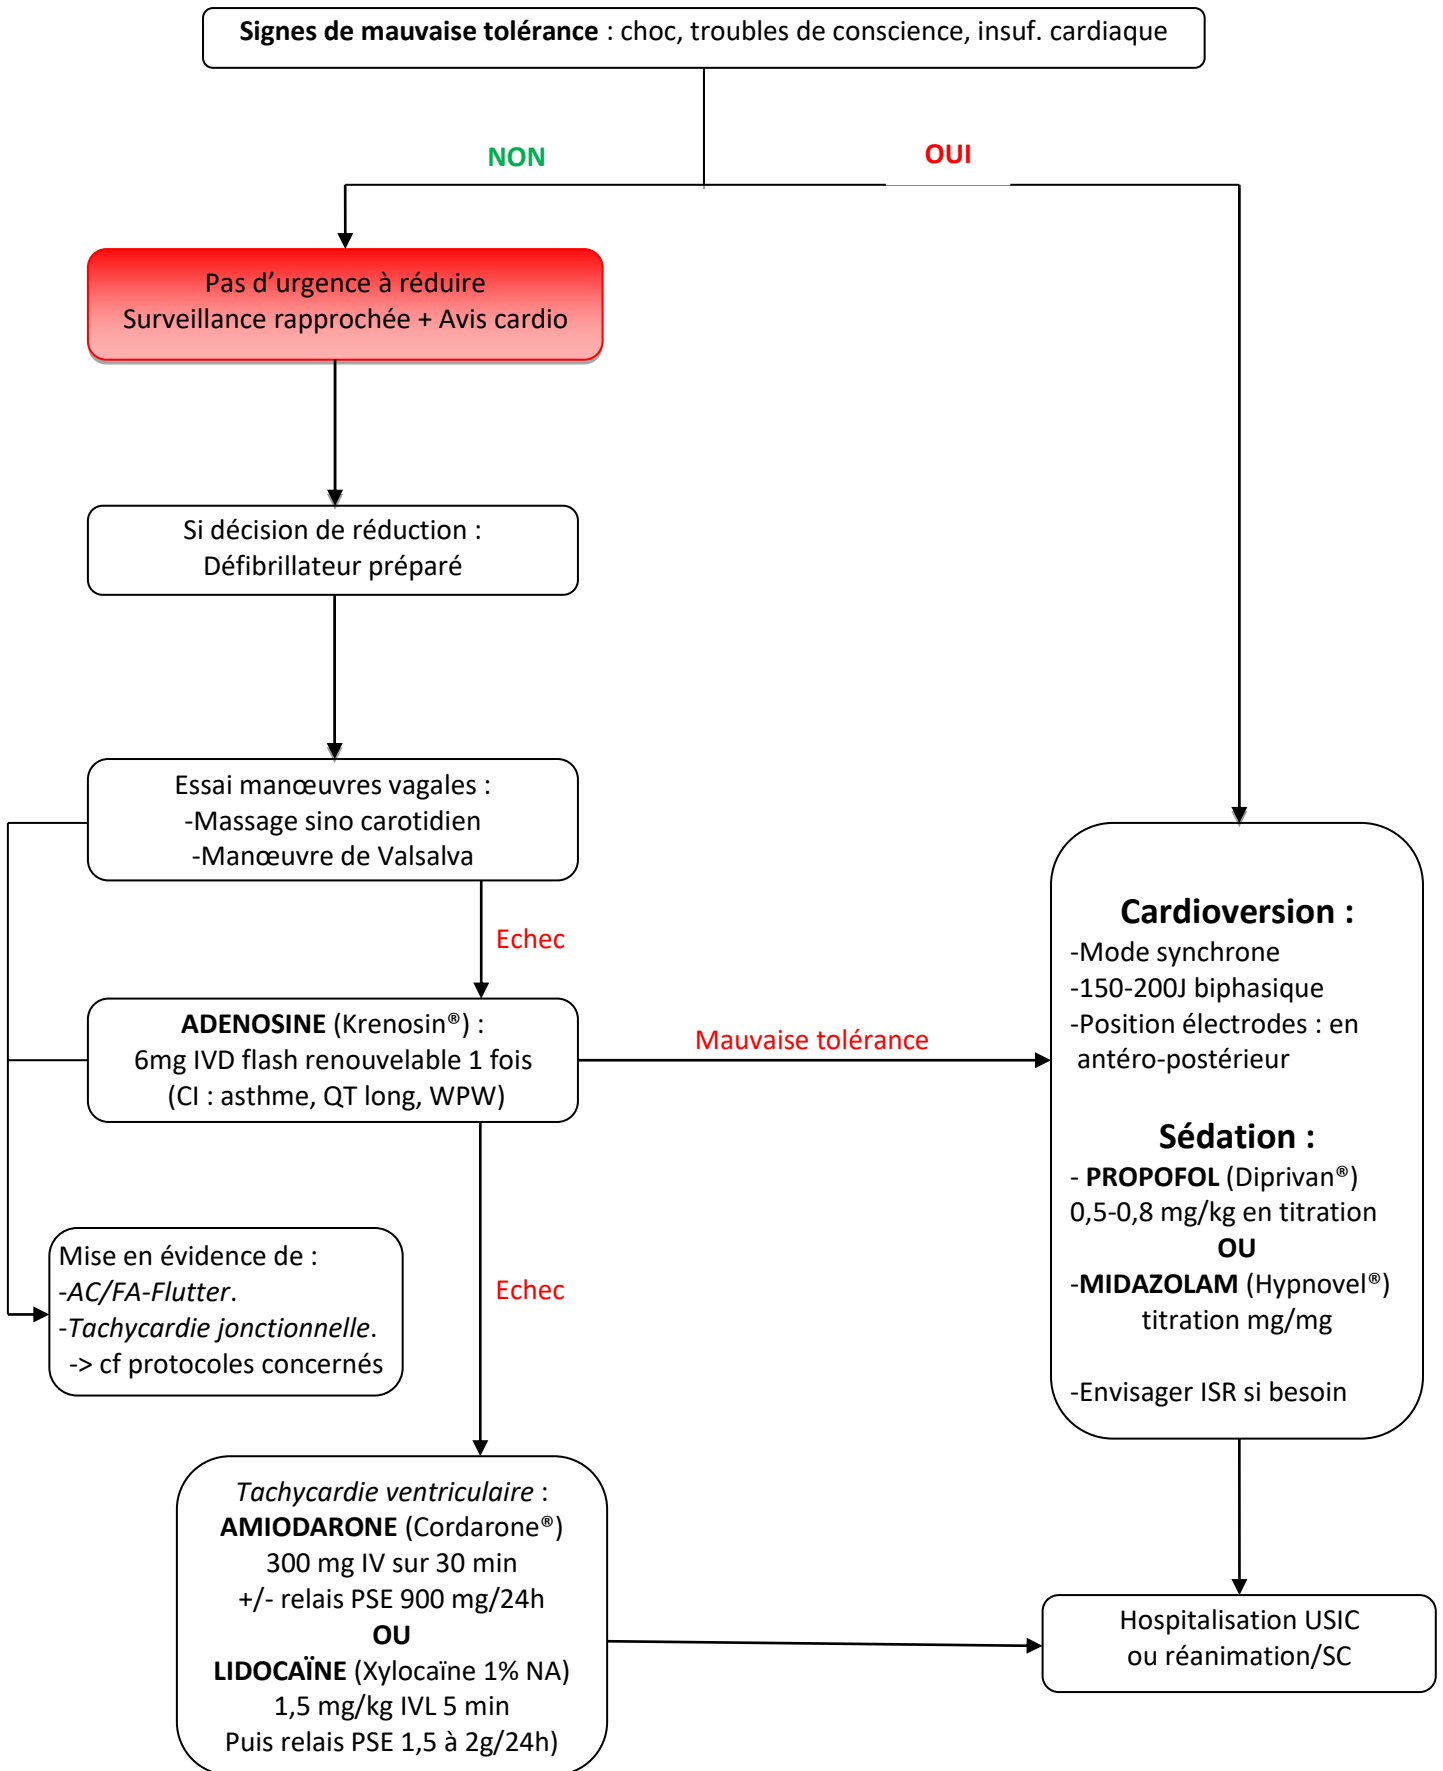 Signes de mauvaise tolérance : choc, troubles de conscience, insuf. cardiaque
NON
OUI
Pas d’urgence à réduire
Surveillance rapprochée + Avis cardio
Si décision de réduction :
Défibrillateur préparé
Essai manœuvres vagales :
-Massage sino carotidien
-Manœuvre de Valsalva
Echec
ADENOSINE (Krenosin®) :
6mg IVD flash renouvelable 1 fois
(CI : asthme, QT long, WPW)
Mauvaise tolérance
Cardioversion :
-Mode synchrone
-150-200J biphasique
-Position électrodes : en
antéro-postérieur
Sédation :
- PROPOFOL (Diprivan®)
0,5-0,8 mg/kg en titration
OU
-MIDAZOLAM (Hypnovel®)
titration mg/mg
-Envisager ISR si besoin
Mise en évidence de :
-AC/FA-Flutter.
-Tachycardie jonctionnelle.
-> cf protocoles concernés
Echec
Tachycardie ventriculaire :
AMIODARONE (Cordarone®)
300 mg IV sur 30 min
+/- relais PSE 900 mg/24h
OU
LIDOCAÏNE (Xylocaïne 1% NA)
1,5 mg/kg IVL 5 min
Puis relais PSE 1,5 à 2g/24h)
Hospitalisation USIC
ou réanimation/SC